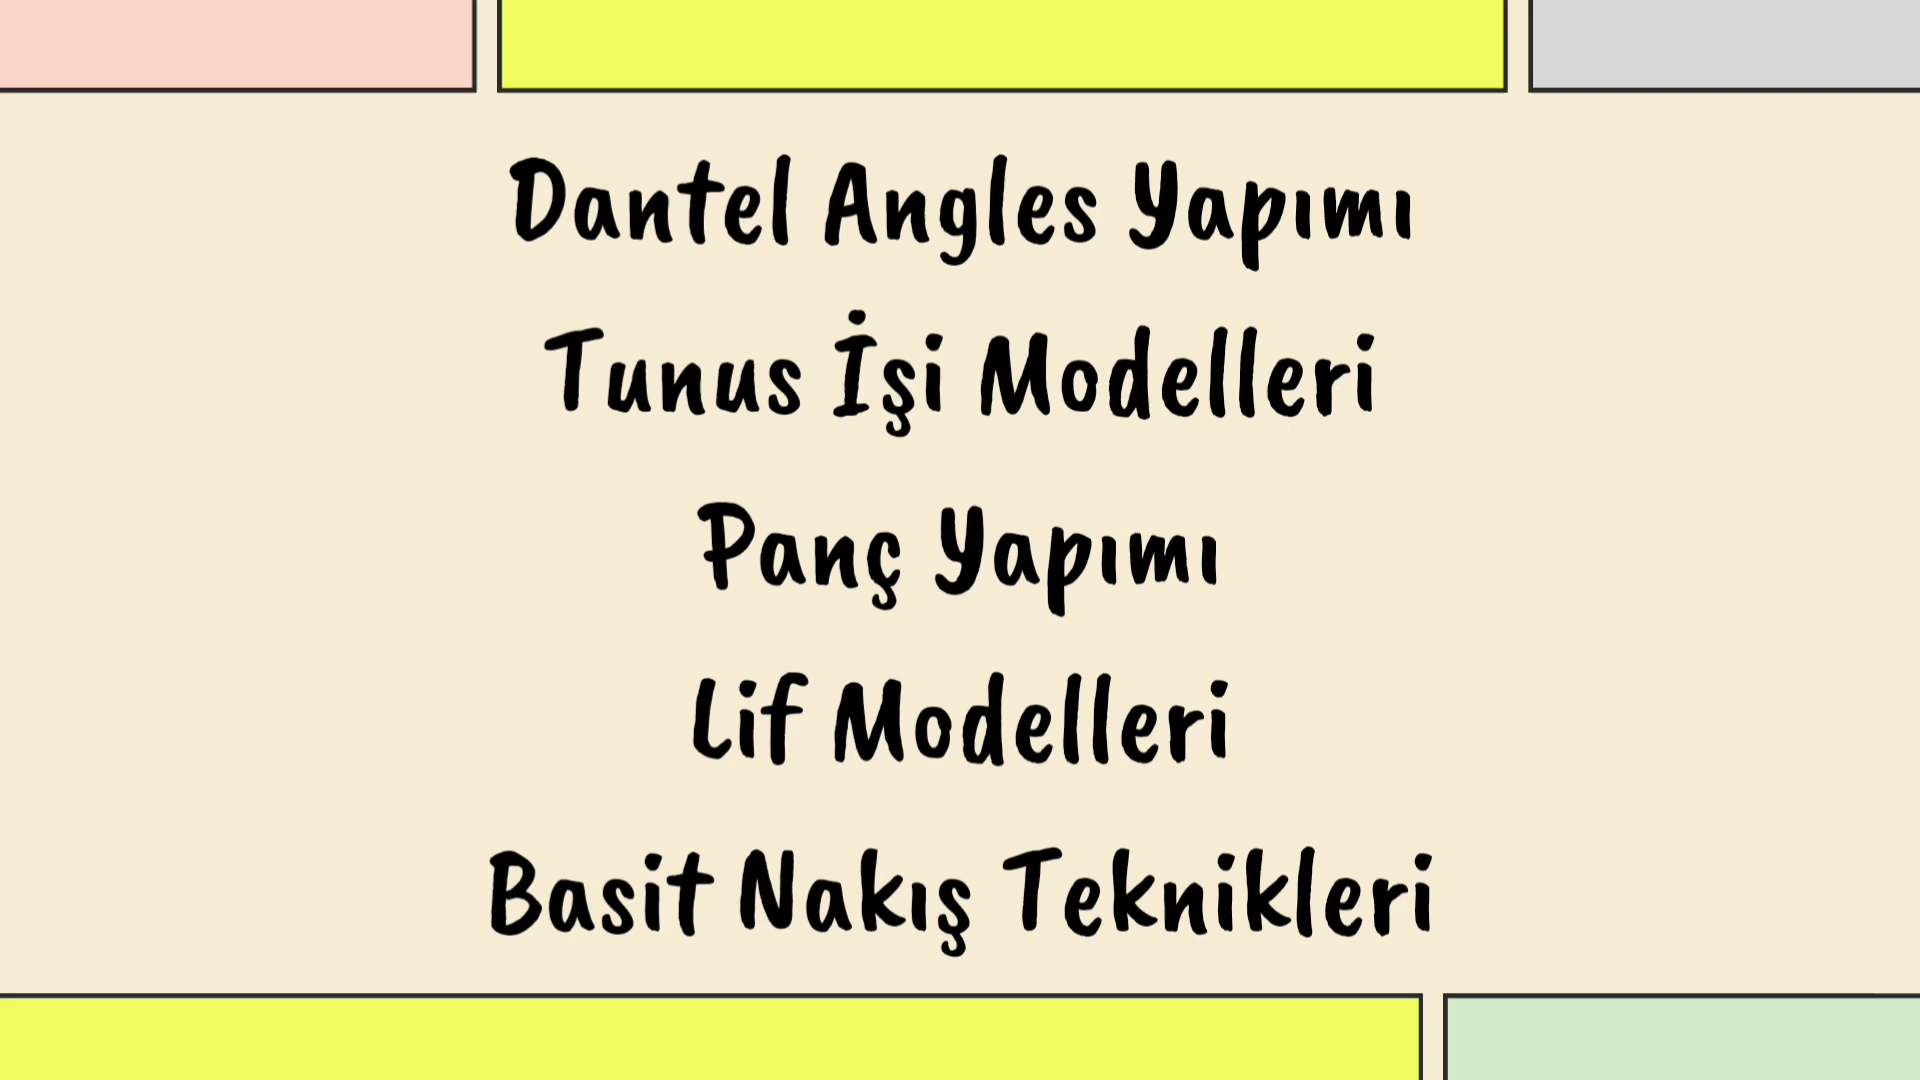 Dantel Angles Yapımı
Tunus İşi Modelleri
Panç Yapımı
Lif Modelleri
Basit Nakış Teknikleri